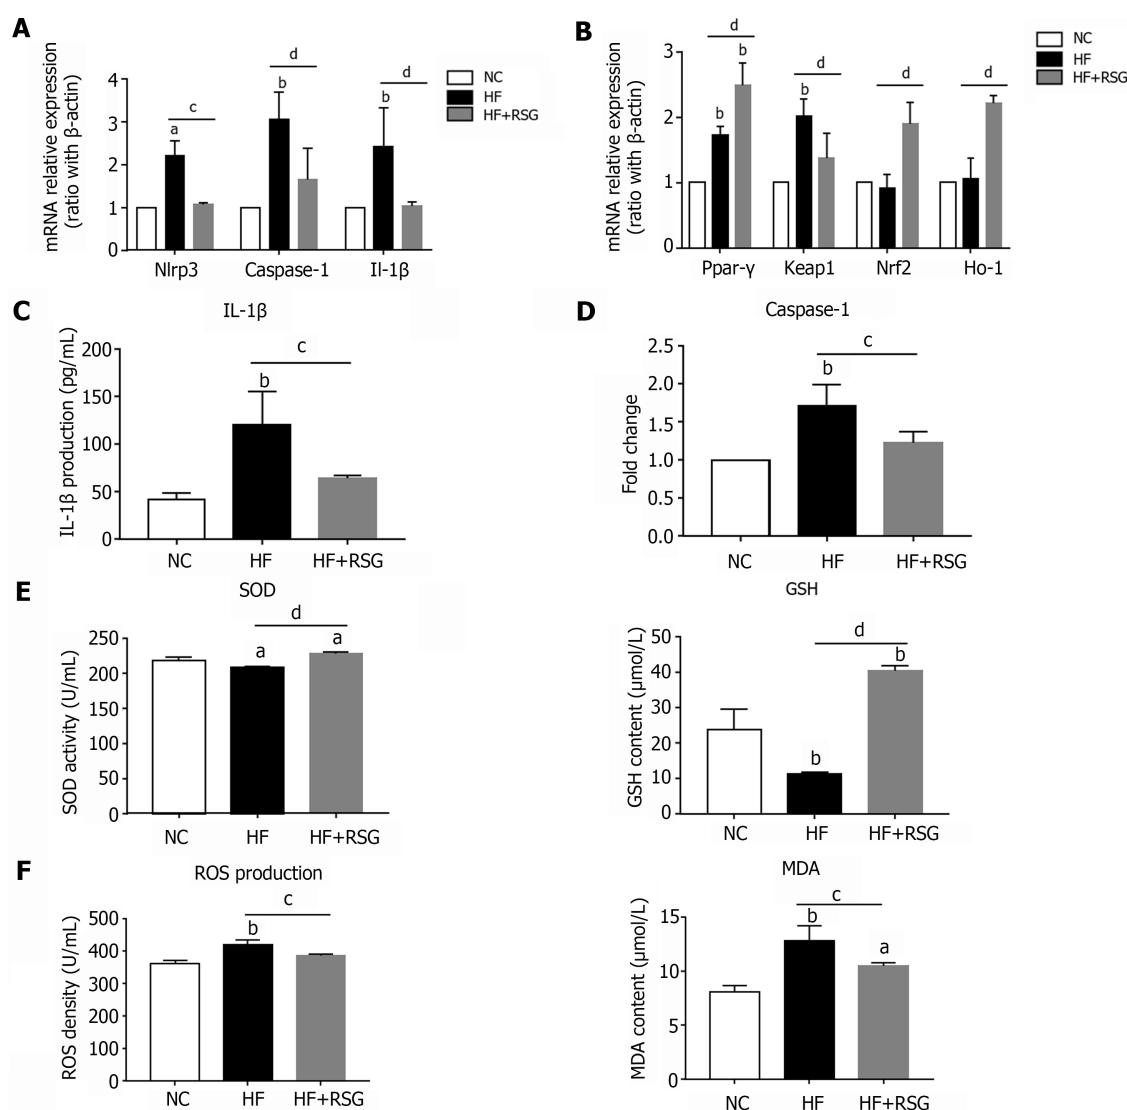 A
mRNA relative expression
(ratio with β-actin)
4
3
2
1
0
a
c
b
d
b
d
Nlrp3
Caspase-1
Il-1β
NC
HF
HF+RSG
B
mRNA relative expression
(ratio with β-actin)
3
2
1
0
b
b
d
b
d
d
d
Ppar-γ
Keap1
Nrf2
Ho-1
NC
HF
HF+RSG
C
IL-1β
IL-1β production (pg/mL)
200
150
100
50
0
c
b
NC
HF
HF+RSG
D
Caspase-1
Fold change
2.5
2.0
1.5
1.0
0.5
0.0
c
b
NC
HF
HF+RSG
E
SOD
SOD activity (U/mL)
250
200
150
100
50
0
d
a
a
NC
HF
HF+RSG
GSH
GSH content (µmol/L)
50
40
30
20
10
0
d
b
b
NC
HF
HF+RSG
F
ROS production
ROS density (U/mL)
500
400
300
200
100
0
c
b
NC
HF
HF+RSG
MDA
MDA content (µmol/L)
15
10
5
0
c
b
a
NC
HF
HF+RSG